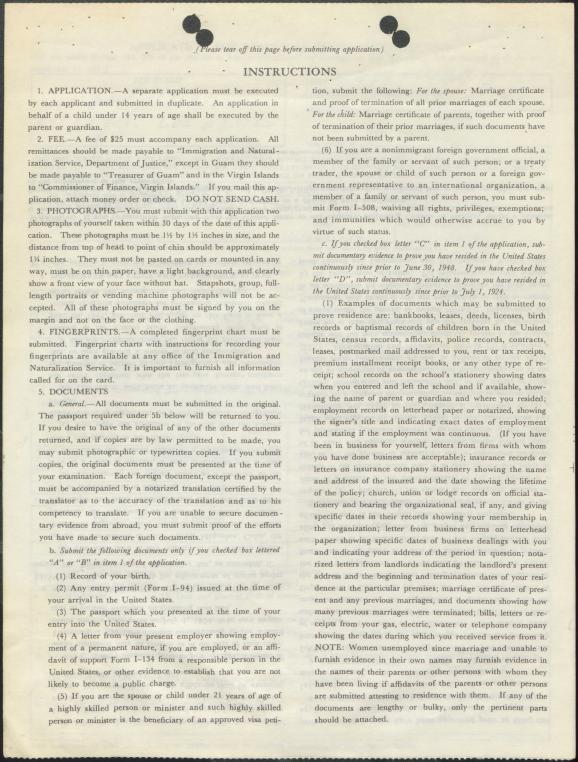 (Please tear off this page before submitting application)
INSTRUCTIONS
1. APPLICATION.—A separate application must be executed
by each applicant and submitted in duplicate. An application in
behalf of a child under 14 years of age shall be executed by the
parent or guardian.
2. FEE.—A fee of $25 must accompany each application. All
remittances should be made payable to "Immigration and Natural-
ization Service, Department of Justice," except in Guam they should
be made payable to "Treasurer of Guam" and in the Virgin Islands
to "Commissioner of Finance, Virgin Islands." If you mail this ap-
plication, attach money order or check. DO NOT SEND CASH.
3. PHOTOGRAPHS.—You must submit with this application two
photographs of yourself taken within 30 days of the date of this appli-
cation. These photographs must be 1½ by 1½ inches in size, and the
distance from top of head to point of chin should be approximately
1¼ inches. They must not be pasted on cards or mounted in any
way, must be on thin paper, have a light background, and clearly
show a front view of your face without hat. Snapshots, group, full-
length portraits or vending machine photographs will not be ac-
cepted. All of these photographs must be signed by you on the
margin and not on the face or the clothing.
4. FINGERPRINTS.—A completed fingerprint chart must be
submitted. Fingerprint charts with instructions for recording your
fingerprints are available at any office of the Immigration and
Naturalization Service. It is important to furnish all information
called for on the card.
5. DOCUMENTS
a. General.—All documents must be submitted in the original.
The passport required under 5b below will be returned to you.
If you desire to have the original of any of the other documents
returned, and if copies are by law permitted to be made, you
may submit photographic or typewritten copies. If you submit
copies, the original documents must be presented at the time of
your examination. Each foreign document, except the passport,
must be accompanied by a notarized translation certified by the
translator as to the accuracy of the translation and as to his
competency to translate. If you are unable to secure documen-
tary evidence from abroad, you must submit proof of the efforts
you have made to secure such documents.
b. Submit the following documents only if you checked box lettered
"A" or "B" in item 1 of the application.
(1) Record of your birth.
(2) Any entry permit (Form I-94) issued at the time of
your arrival in the United States.
(3) The passport which you presented at the time of your
entry into the United States.
(4) A letter from your present employer showing employ-
ment of a permanent nature, if you are employed, or an affi-
davit of support Form I-134 from a responsible person in the
United States, or other evidence to establish that you are not
likely to become a public charge.
(5) If you are the spouse or child under 21 years of age of
a highly skilled person or minister and such highly skilled
person or minister is the beneficiary of an approved visa peti-
tion, submit the following: For the spouse: Marriage certificate
and proof of termination of all prior marriages of each spouse.
For the child: Marriage certificate of parents, together with proof
of termination of their prior marriages, if such documents have
not been submitted by a parent.
(6) If you are a nonimmigrant foreign government official, a
member of the family or servant of such person; or a treaty
trader, the spouse or child of such person or a foreign gov-
ernment representative to an international organization, a
member of a family or servant of such person, you must sub-
mit Form I-508, waiving all rights, privileges, exemptions;
and immunities which would otherwise accrue to you by
virtue of such status.
c. If you checked box letter "C" in item 1 of the application, sub-
mit documentary evidence to prove you have resided in the United States
continuously since prior to June 30, 1948. If you have checked box
letter "D", submit documentary evidence to prove you have resided in
the United States continuously since prior to July 1, 1924.
(1) Examples of documents which may be submitted to
prove residence are: bankbooks, leases, deeds, licenses, birth
records or baptismal records of children born in the United
States, census records, affidavits, police records, contracts,
leases, postmarked mail addressed to you, rent or tax receipts,
premium installment receipt books, or any other type of re-
ceipt; school records on the school's stationery showing dates
when you entered and left the school and if available, show-
ing the name of parent or guardian and where you resided;
employment records on letterhead paper or notarized, showing
the signer's title and indicating exact dates of employment
and stating if the employment was continuous. (If you have
been in business for yourself, letters from firms with whom
you have done business are acceptable); insurance records or
letters on insurance company stationery showing the name
and address of the insured and the date showing the lifetime
of the policy; church, union or lodge records on official sta-
tionery and bearing the organizational seal, if any, and giving
specific dates in their records showing your membership in
the organization; letter from business firms on letterhead
paper showing specific dates of business dealings with you
and indicating your address of the period in question; nota-
rized letters from landlords indicating the landlord's present
address and the beginning and termination dates of your resi-
dence at the particular premises; marriage certificate of pres-
ent and any previous marriages, and documents showing how
many previous marriages were terminated; bills, letters or re-
ceipts from your gas, electric, water or telephone company
showing the dates during which you received service from it.
NOTE: Women unemployed since marriage and unable to
furnish evidence in their own names may furnish evidence in
the names of their parents or other persons with whom they
have been living if affidavits of the parents or other persons
are submitted attesting to residence with them. If any of the
documents are lengthy or bulky, only the pertinent parts
should be attached.